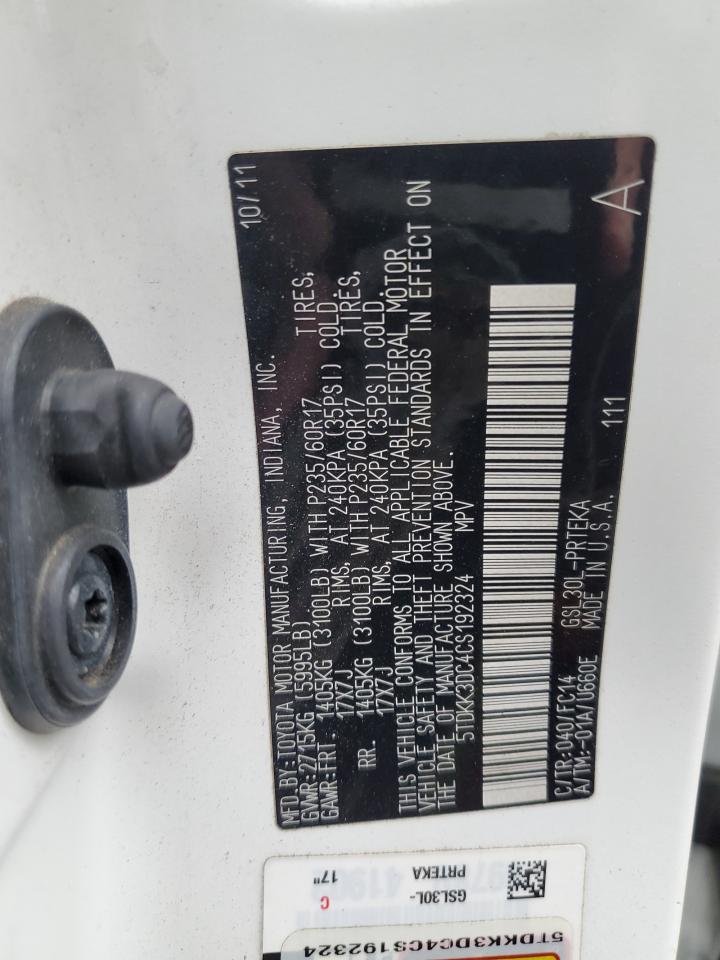 10/11
MFD.BY:TOYOTA MOTOR MANUFACTURING, INDIANA, INC.
GVWR:2715KG (5995LB)
GAWR:FRT. 1405KG (3100LB) WITH P235/60R17 TIRES,
17X7J RIMS, AT 240KPA (35PSI) COLD.
RR. 1405KG (3100LB) WITH P235/60R17 TIRES,
17X7J RIMS, AT 240KPA (35PSI) COLD.
THIS VEHICLE CONFORMS TO ALL APPLICABLE FEDERAL MOTOR
VEHICLE SAFETY AND THEFT PREVENTION STANDARDS IN EFFECT ON
THE DATE OF MANUFACTURE SHOWN ABOVE.
5TDKK3DC4CS192324 MPV
A
C/TR:040/FC14 GSL30L-PRTEKA 111
A/TM:-01A/U660E MADE IN U.S.A.
GSL30L-
PRTEKA
17" C
5TDKK3DC4CS192324